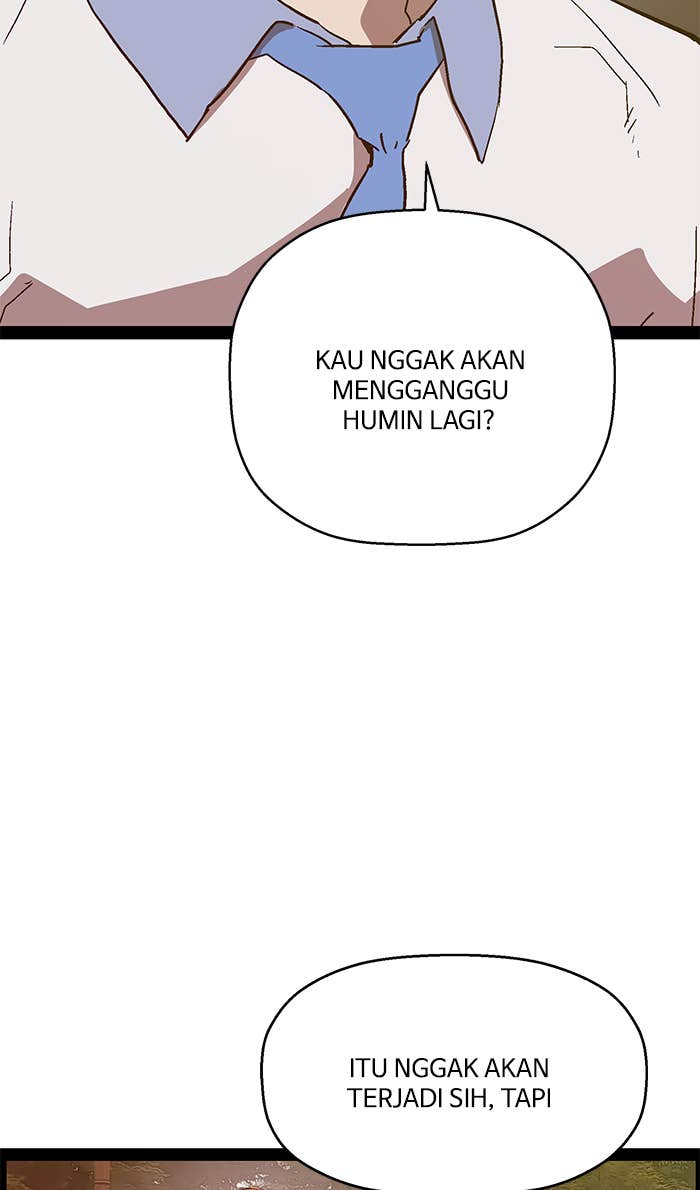 KAU NGGAK AKAN
MENGGANGGU
HUMIN LAGI?
ITU NGGAK AKAN
TERJADI SIH, TAPI